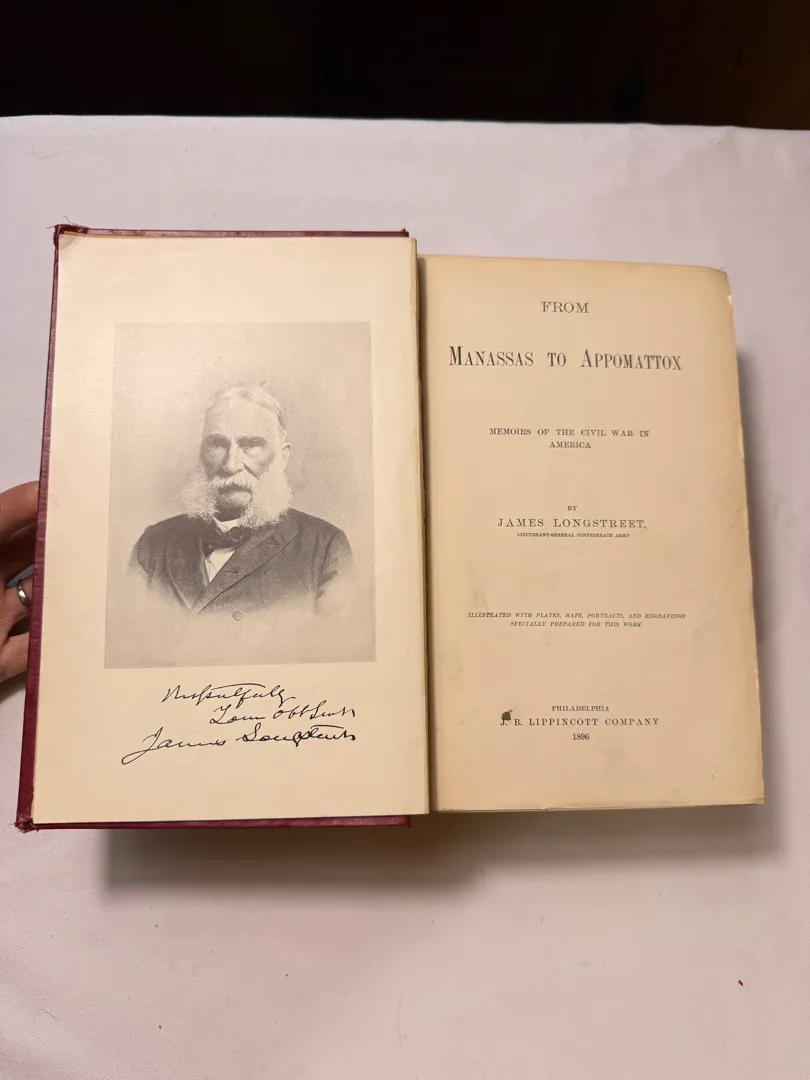 Respectfully
Your Obt Servt
James Longstreet
FROM
MANASSAS TO APPOMATTOX
MEMOIRS OF THE CIVIL WAR IN
AMERICA
BY
JAMES LONGSTREET,
LIEUTENANT-GENERAL CONFEDERATE ARMY
ILLUSTRATED WITH PLATES, MAPS, PORTRAITS, AND ENGRAVINGS
SPECIALLY PREPARED FOR THIS WORK
PHILADELPHIA
J. B. LIPPINCOTT COMPANY
1896